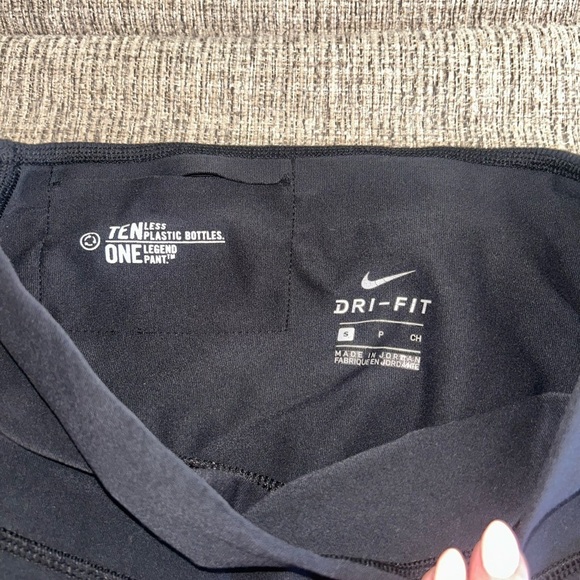 TEN LESS PLASTIC BOTTLES.
ONE LEGEND PANT.™
DRI-FIT
S P CH
MADE IN JORDAN
FABRIQUE EN JORDANIE